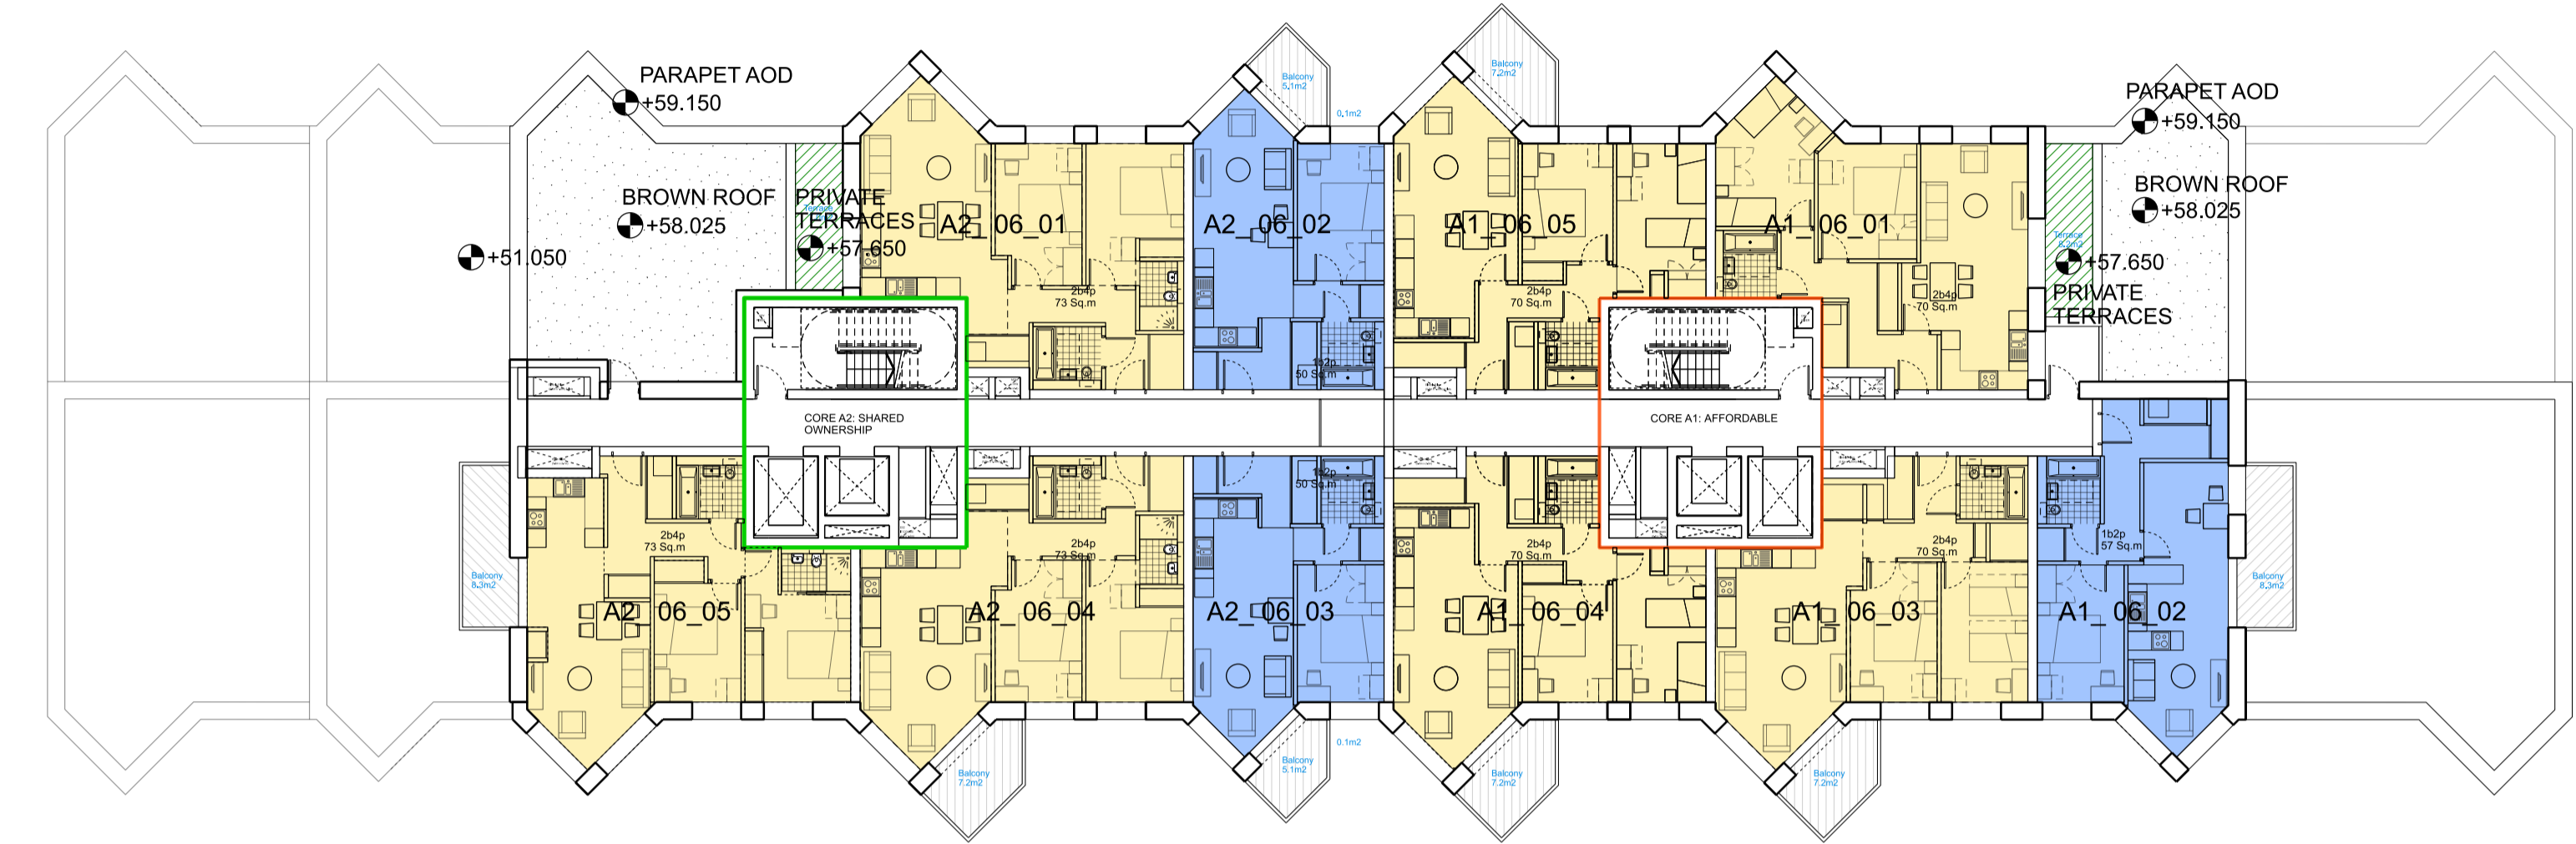 PARAPET AOD
+59.150
BROWN ROOF
+58.025
+51.050
PRIVATE
TERRACES
+57.650
Terrace
A2_06_01
2b4p
73 Sq.m
Balcony
5.1m2
0.1m2
A2_06_02
1b2p
50 Sq.m
Balcony
7.2m2
A1_06_05
2b4p
70 Sq.m
A1_06_01
2b4p
70 Sq.m
PARAPET AOD
+59.150
BROWN ROOF
+58.025
Terrace
8.2m2
+57.650
PRIVATE
TERRACES
CORE A2: SHARED
OWNERSHIP
CORE A1: AFFORDABLE
Balcony
8.3m2
2b4p
73 Sq.m
A2_06_05
2b4p
73 Sq.m
A2_06_04
Balcony
7.2m2
1b2p
50 Sq.m
A2_06_03
Balcony
5.1m2
0.1m2
2b4p
70 Sq.m
A1_06_04
Balcony
7.2m2
2b4p
70 Sq.m
A1_06_03
Balcony
7.2m2
1b2p
57 Sq.m
A1_06_02
Balcony
8.3m2